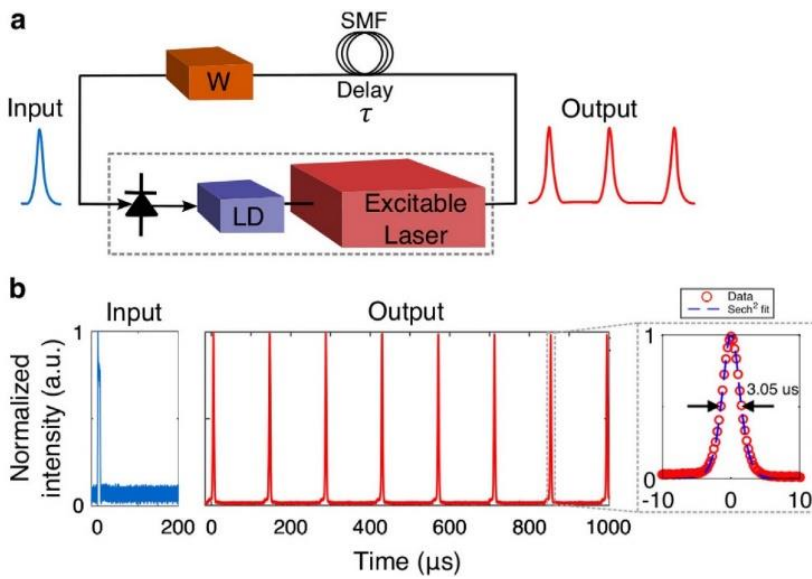 a
SMF
W
Delay
τ
Input
Output
LD
Excitable
Laser
b
Input
Output
Data
Sech² fit
Normalized
intensity (a.u.)
1
0
0
200
0
200
400
600
800
1000
1
0
3.05 us
-10
0
10
Time (µs)